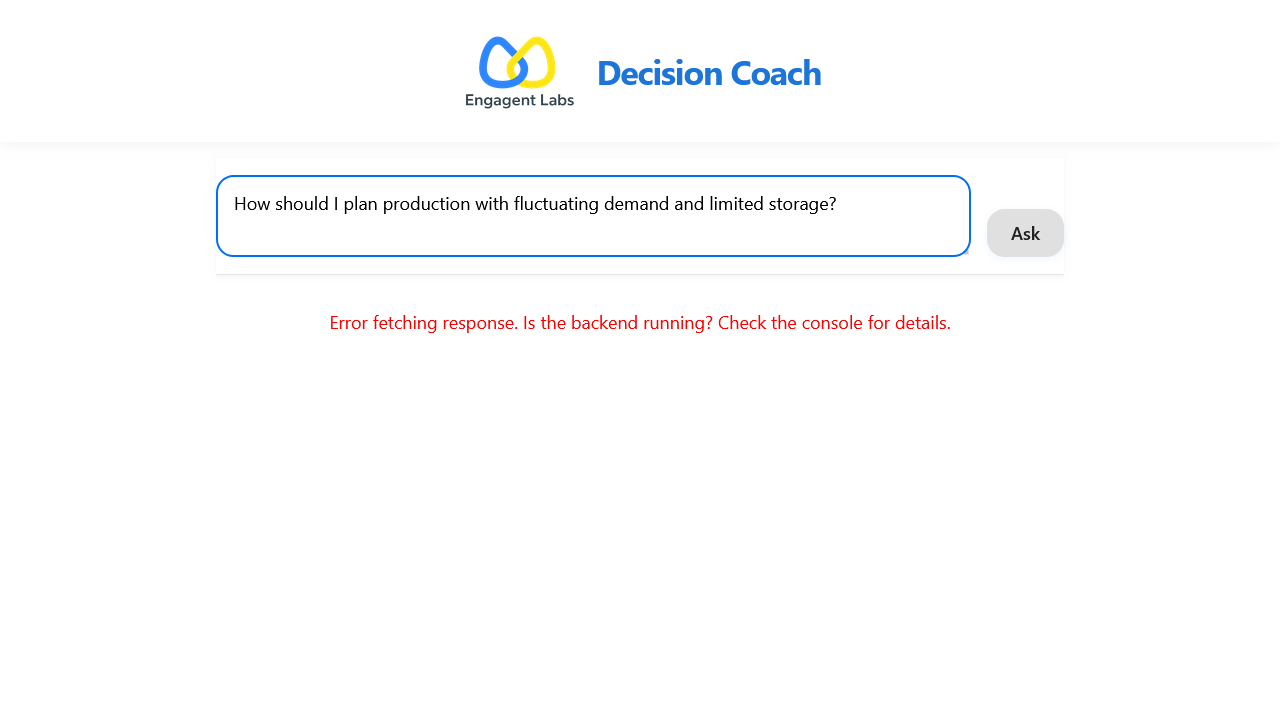 Engagent Labs
Decision Coach
How should I plan production with fluctuating demand and limited storage?
Ask
Error fetching response. Is the backend running? Check the console for details.